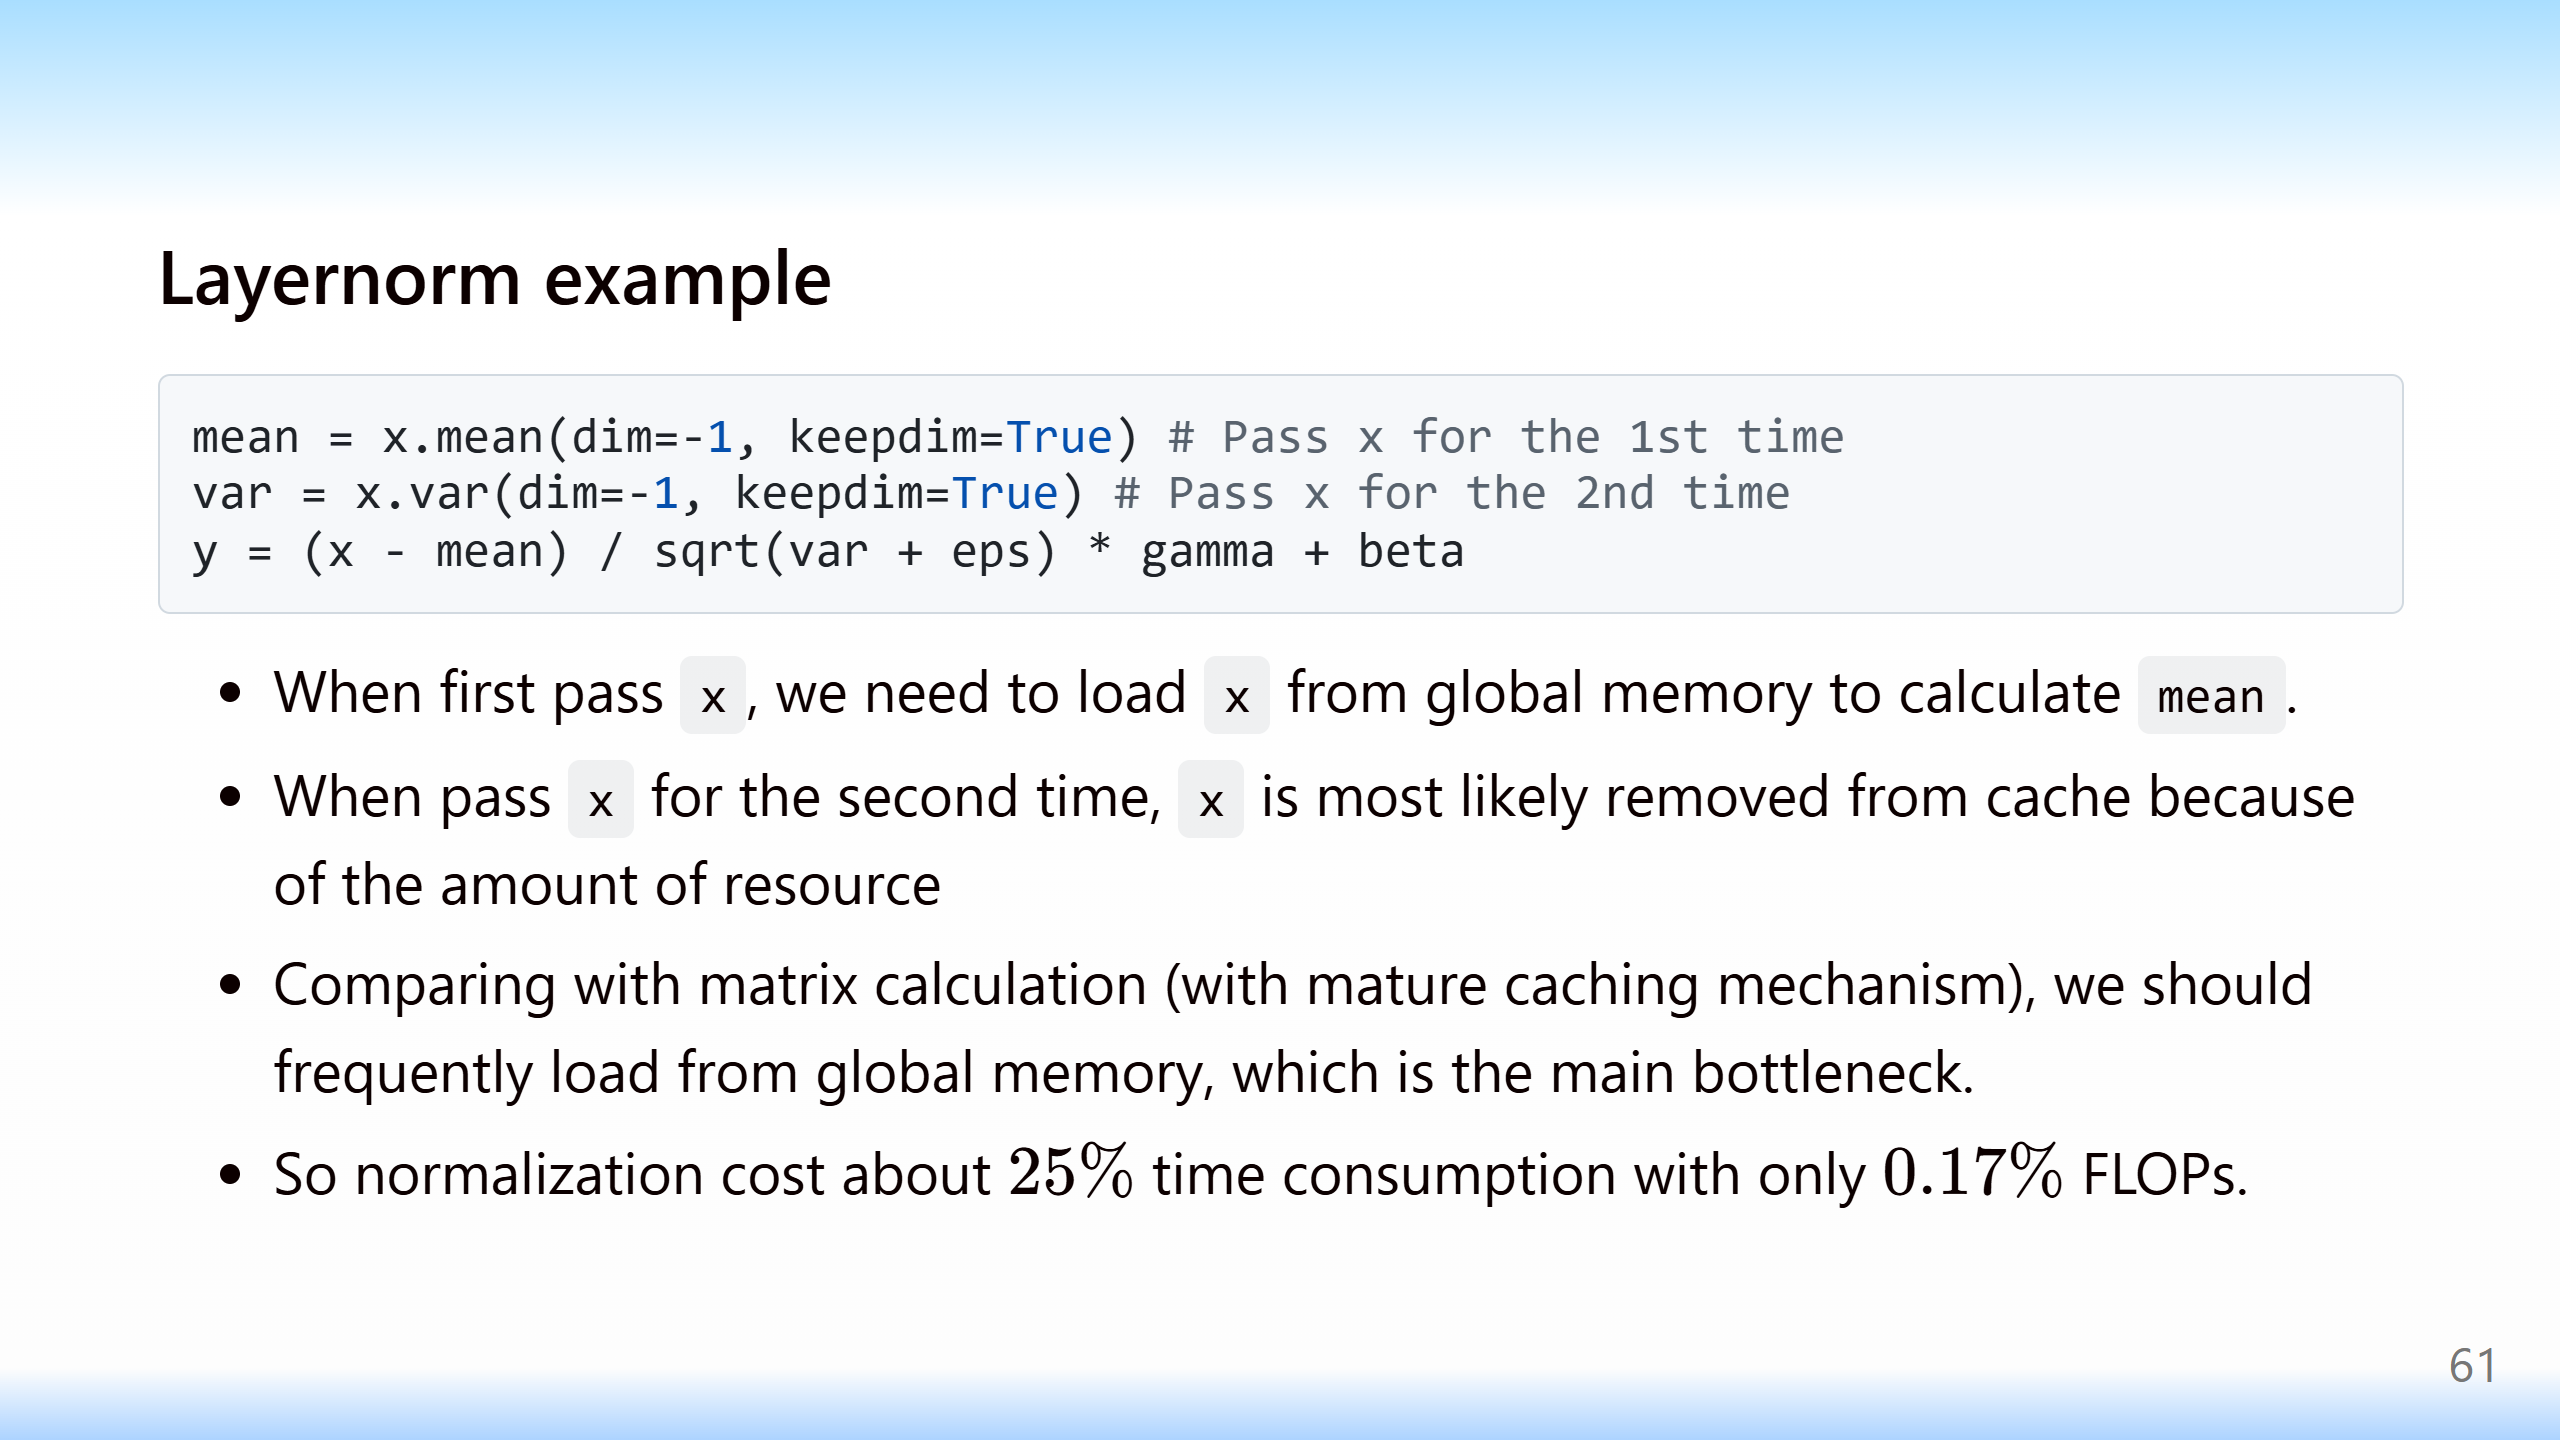 Layernorm example
mean = x.mean(dim=-1, keepdim=True) # Pass x for the 1st time
var = x.var(dim=-1, keepdim=True) # Pass x for the 2nd time
y = (x - mean) / sqrt(var + eps) * gamma + beta
• When first pass x, we need to load x from global memory to calculate mean.
• When pass x for the second time, x is most likely removed from cache because
of the amount of resource
• Comparing with matrix calculation (with mature caching mechanism), we should
frequently load from global memory, which is the main bottleneck.
• So normalization cost about 25% time consumption with only 0.17% FLOPs.
61